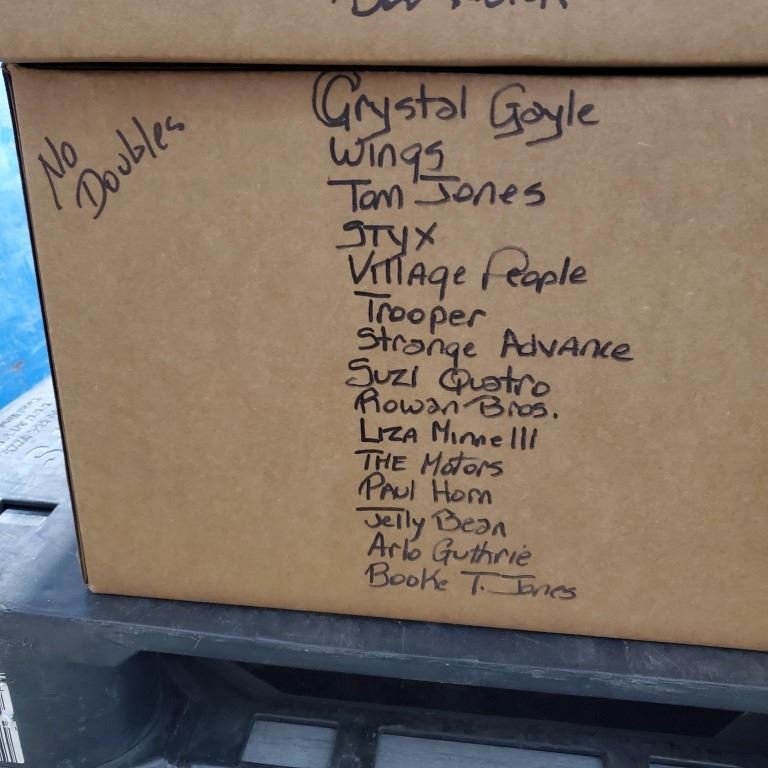 No
Doubles
Crystal Gayle
Wings
Tom Jones
STYX
Village People
Trooper
Strange Advance
Suzi Quatro
Rowan Bros.
LIZA Minnelli
THE Motors
Paul Horn
Jelly Bean
Arlo Guthrie
Booke T. Jones